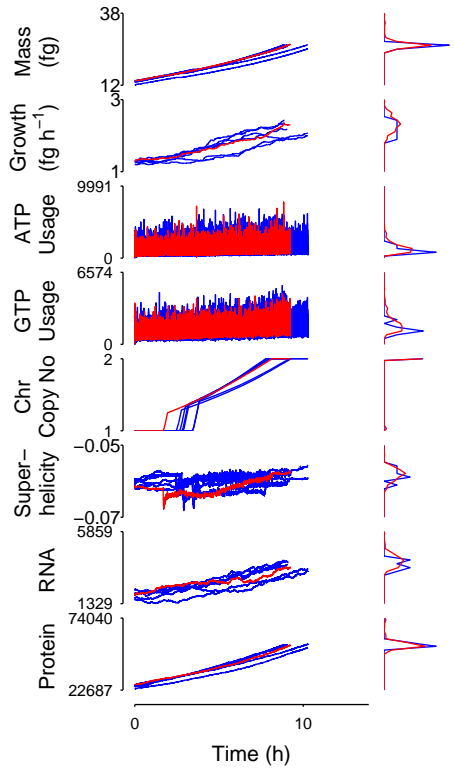 38
Mass
(fg)
12
3
Growth
(fg h⁻¹)
1
9991
ATP
Usage
0
6574
GTP
Usage
0
2
Chr
Copy No
1
−0.05
Super−
helicity
−0.07
5859
RNA
1329
74040
Protein
22687
0 10
Time (h)